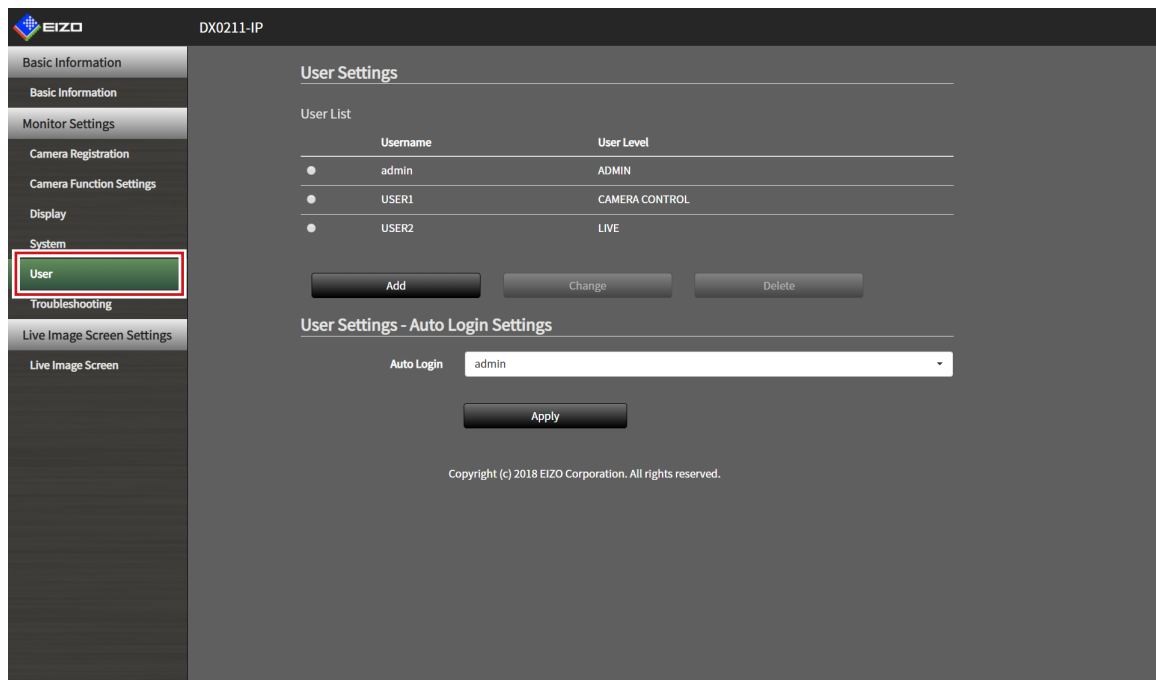 EIZO DX0211-IP
Basic Information
Basic Information
Monitor Settings
Camera Registration
Camera Function Settings
Display
System
User
Troubleshooting
Live Image Screen Settings
Live Image Screen
User Settings
User List
Username User Level
admin ADMIN
USER1 CAMERA CONTROL
USER2 LIVE
Add Change Delete
User Settings - Auto Login Settings
Auto Login admin
Apply
Copyright (c) 2018 EIZO Corporation. All rights reserved.